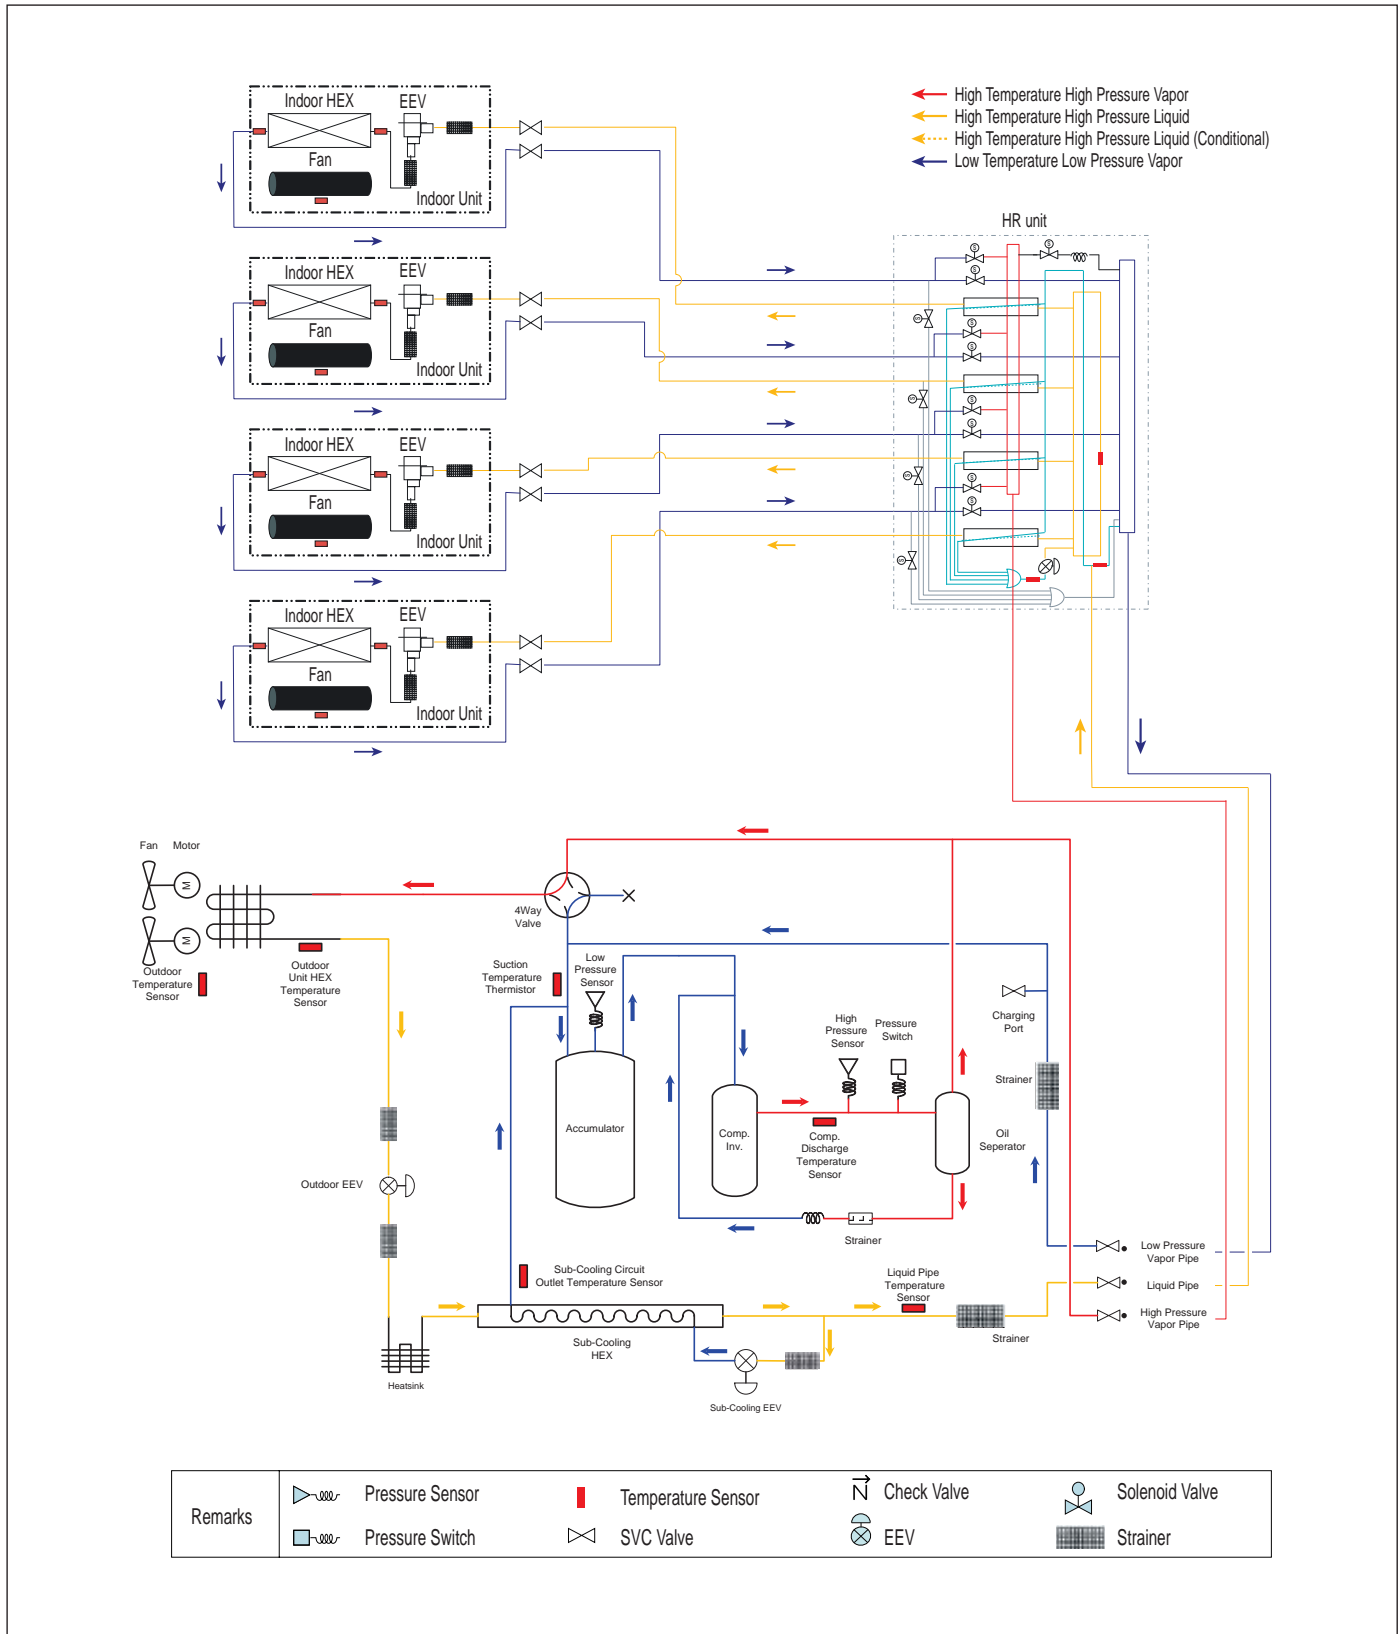 High Temperature High Pressure Vapor
High Temperature High Pressure Liquid
High Temperature High Pressure Liquid (Conditional)
Low Temperature Low Pressure Vapor
Indoor HEX
EEV
Fan
Indoor Unit
Indoor HEX
EEV
Fan
Indoor Unit
Indoor HEX
EEV
Fan
Indoor Unit
Indoor HEX
EEV
Fan
Indoor Unit
HR unit
S
S
S
S
S
S
S
S
S
S
S
S
S
Fan
Motor
M
M
Outdoor
Temperature
Sensor
Outdoor
Unit HEX
Temperature
Sensor
4Way
Valve
Suction
Temperature
Thermistor
Low
Pressure
Sensor
High
Pressure
Sensor
Pressure
Switch
Charging
Port
Strainer
Accumulator
Comp.
Inv.
Comp.
Discharge
Temperature
Sensor
Oil
Seperator
Outdoor EEV
Strainer
Sub-Cooling Circuit
Outlet Temperature Sensor
Liquid Pipe
Temperature
Sensor
Low Pressure
Vapor Pipe
Liquid Pipe
High Pressure
Vapor Pipe
Strainer
Sub-Cooling
HEX
Heatsink
Sub-Cooling EEV
Remarks
Pressure Sensor
Temperature Sensor
N
Check Valve
Solenoid Valve
Pressure Switch
SVC Valve
EEV
Strainer